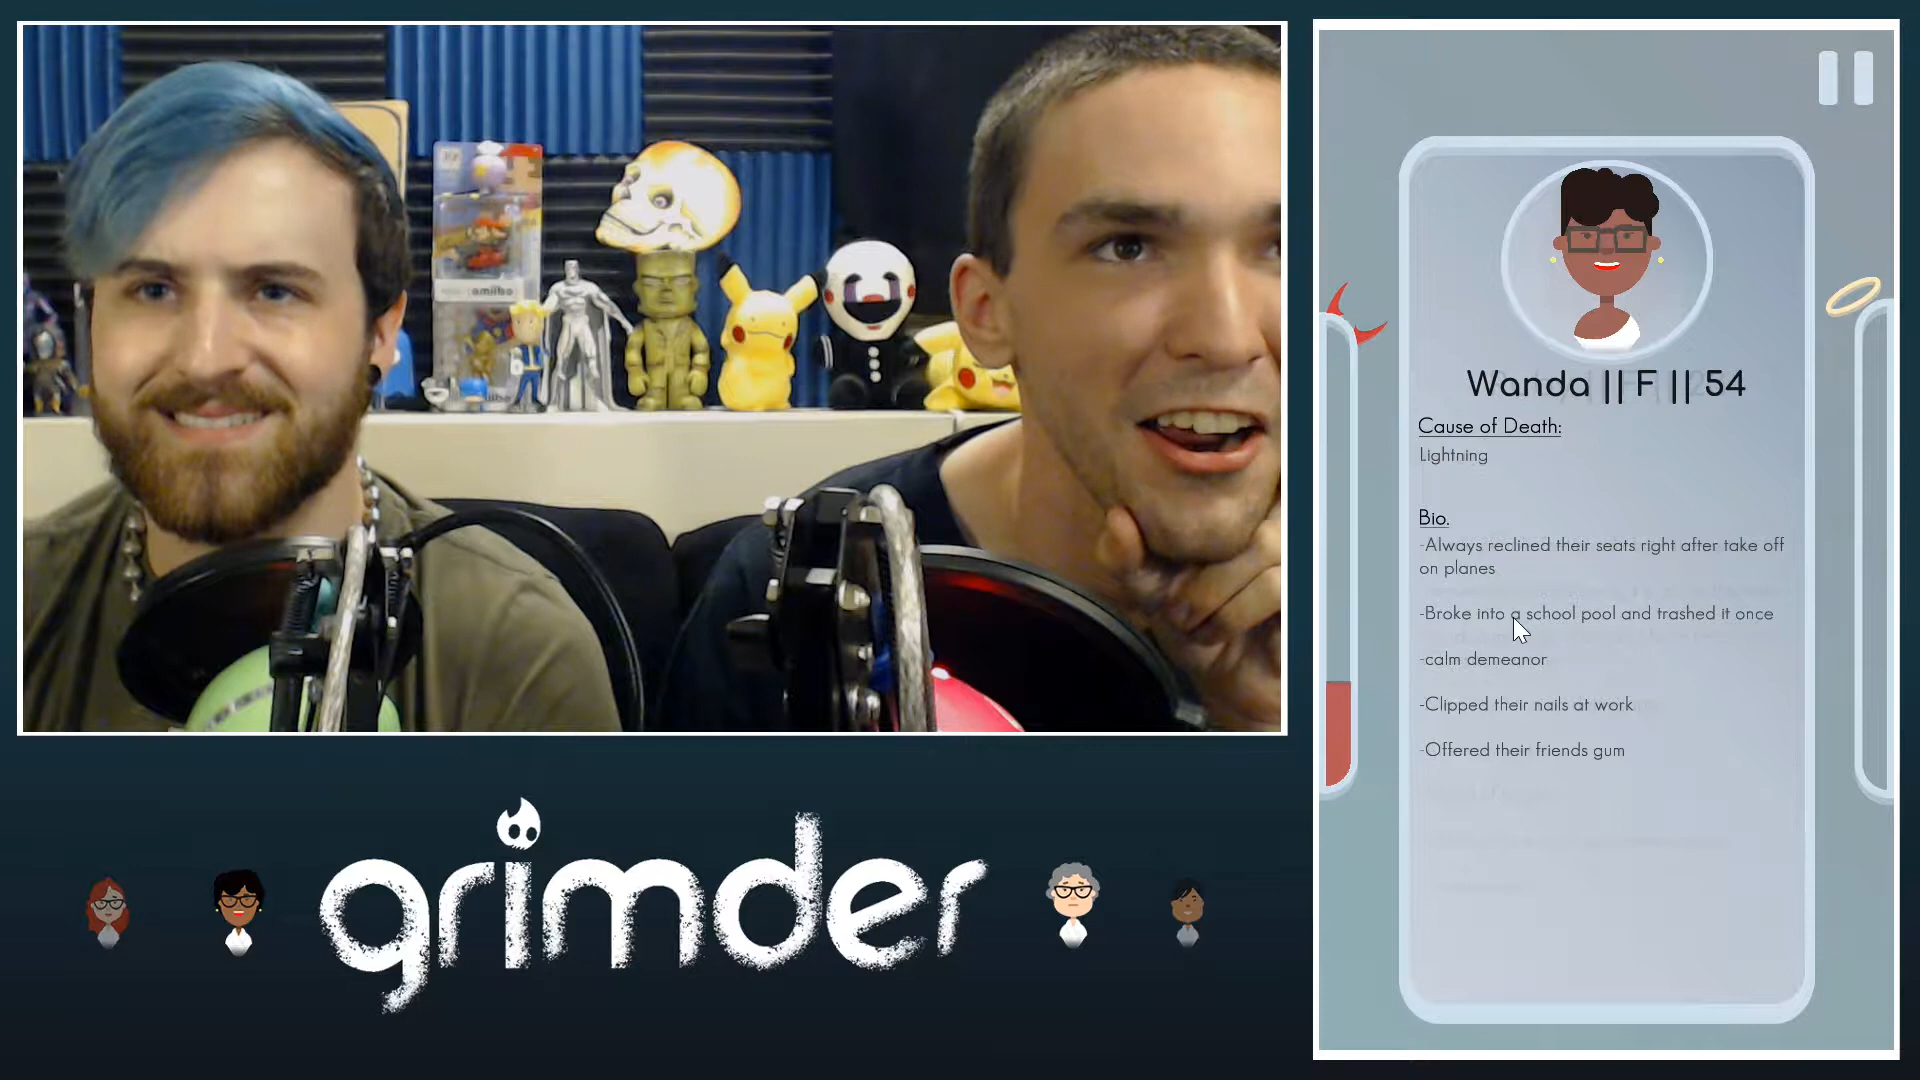 amiibo
Wanda || F || 54
Cause of Death:
Lightning
Bio.
-Always reclined their seats right after take off
on planes
-Broke into a school pool and trashed it once
-calm demeanor
-Clipped their nails at work
-Offered their friends gum
grimder